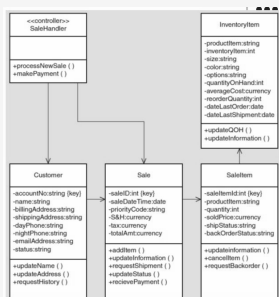 <<controller>>
SaleHandler
+processNewSale ( )
+makePayment ( )
InventoryItem
-productItem:string
-inventoryItem:int
-size:string
-color:string
-options:string
-quantityOnHand:int
-averageCost:currency
-reorderQuantity:int
-dateLastOrder:date
-dateLastShipment:date
+updateQOH ( )
+updateInformation ( )
Customer
-accountNo:string {key}
-name:string
-billingAddress:string
-shippingAddress:string
-dayPhone:string
-nightPhone:string
-emailAddress:string
-status:string
+updateName ( )
+updateAddress ( )
+requestHistory ( )
Sale
-saleID:int {key}
-saleDateTime:date
-priorityCode:string
-S&H:currency
-tax:currency
-totalAmt:currency
+addItem ( )
+updateInformation ( )
+requestShipment ( )
+updateStatus ( )
+recievePayment ( )
SaleItem
-saleItemId:int {key}
-productItem:string
-quantity:int
-soldPrice:currency
-shipStatus:string
-backOrderStatus:string
+updateinformation ( )
+cancelItem ( )
+requestBackorder ( )